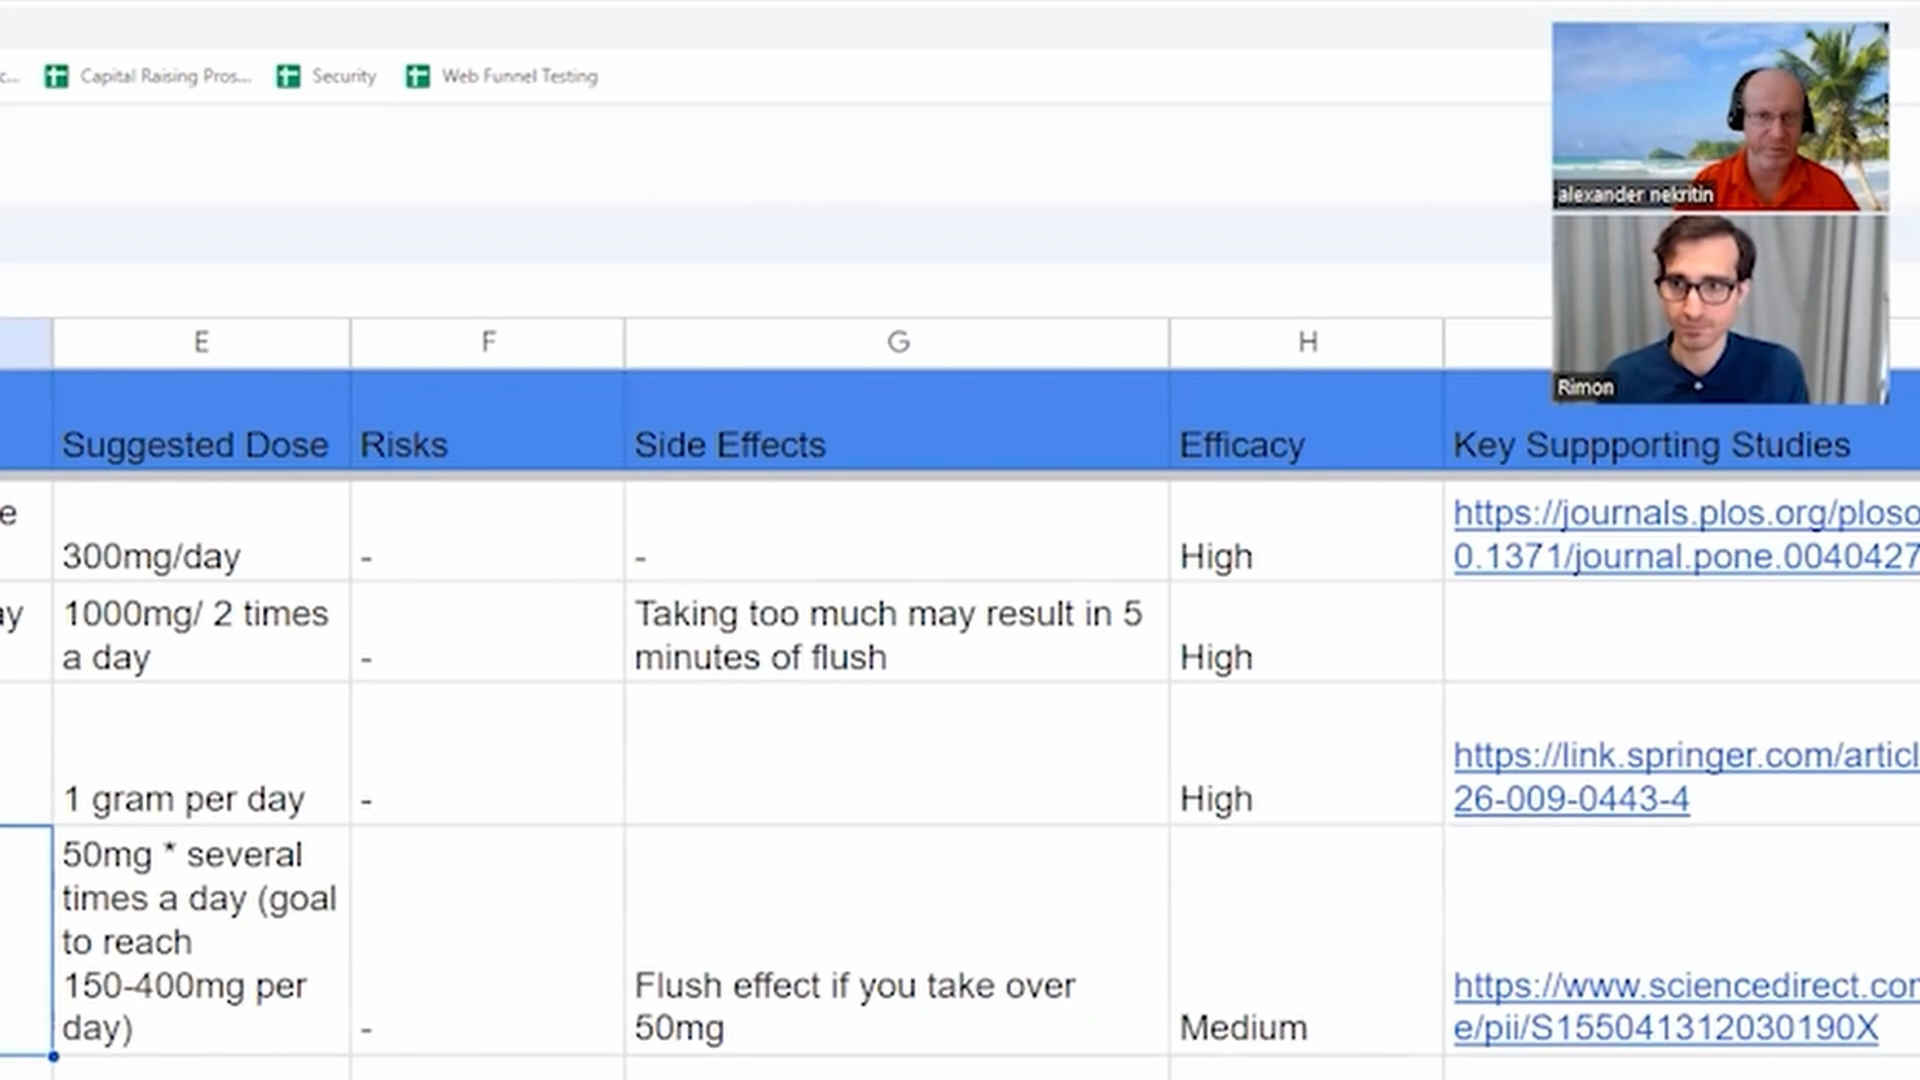 c... Capital Raising Pros... Security Web Funnel Testing
alexander nekritin
Rimon
E F G H
Suggested Dose Risks Side Effects Efficacy Key Suppporting Studies
e
300mg/day - - High
https://journals.plos.org/ploso
0.1371/journal.pone.0040427
ay
1000mg/ 2 times
a day
-
Taking too much may result in 5
minutes of flush
High
1 gram per day - High
https://link.springer.com/articl
26-009-0443-4
50mg * several
times a day (goal
to reach
150-400mg per
day)
-
Flush effect if you take over
50mg
Medium
https://www.sciencedirect.com
e/pii/S155041312030190X